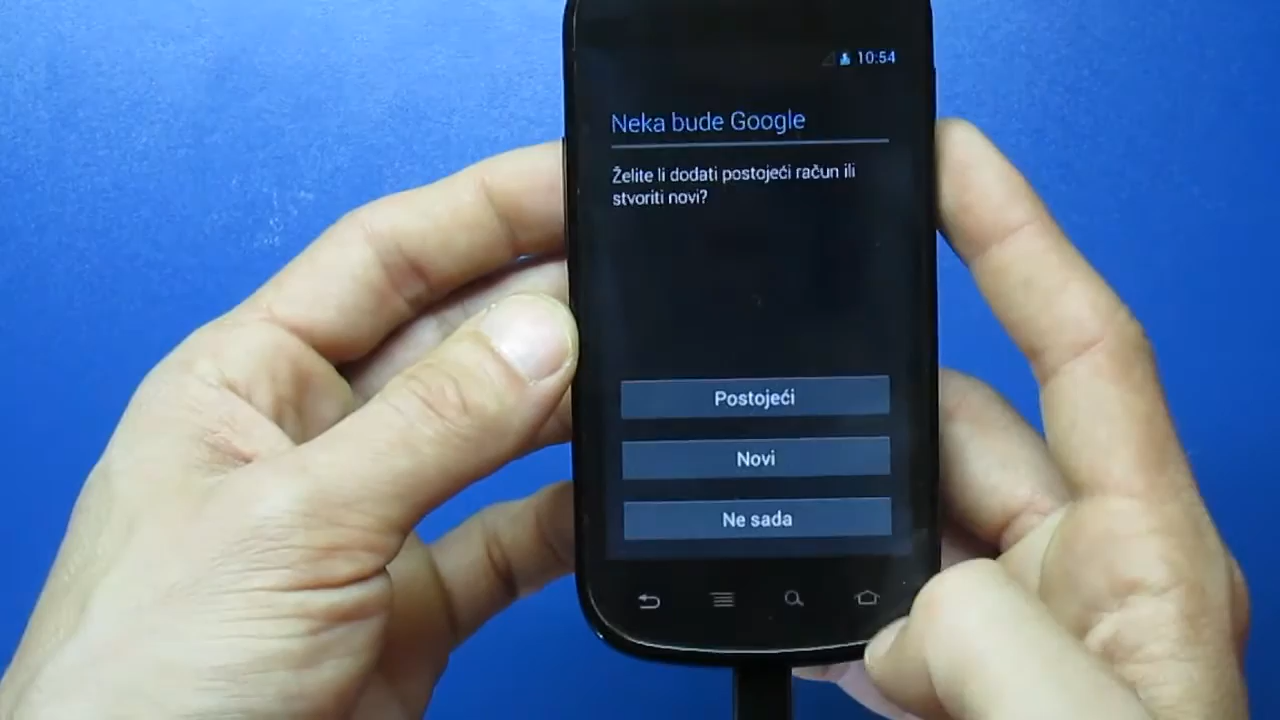 10:54
Neka bude Google
Želite li dodati postojeći račun ili
stvoriti novi?
Postojeći
Novi
Ne sada